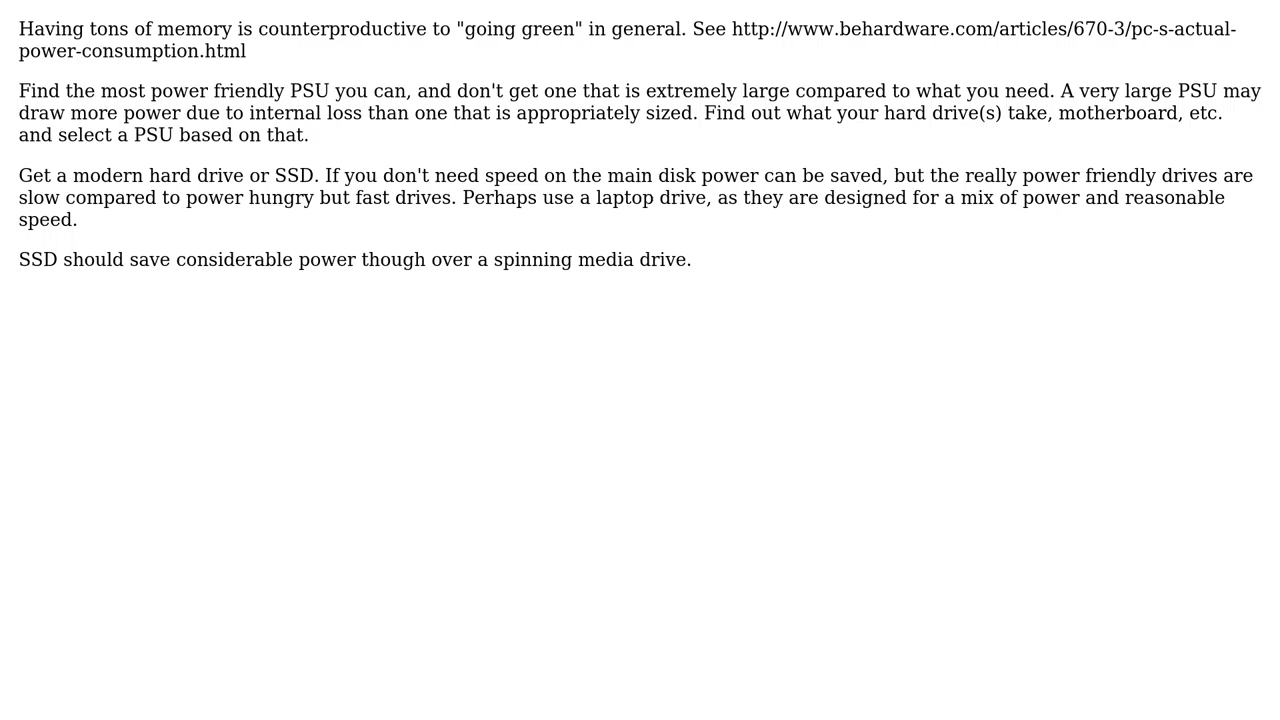 Having tons of memory is counterproductive to "going green" in general. See http://www.behardware.com/articles/670-3/pc-s-actual-
power-consumption.html
Find the most power friendly PSU you can, and don't get one that is extremely large compared to what you need. A very large PSU may
draw more power due to internal loss than one that is appropriately sized. Find out what your hard drive(s) take, motherboard, etc.
and select a PSU based on that.
Get a modern hard drive or SSD. If you don't need speed on the main disk power can be saved, but the really power friendly drives are
slow compared to power hungry but fast drives. Perhaps use a laptop drive, as they are designed for a mix of power and reasonable
speed.
SSD should save considerable power though over a spinning media drive.